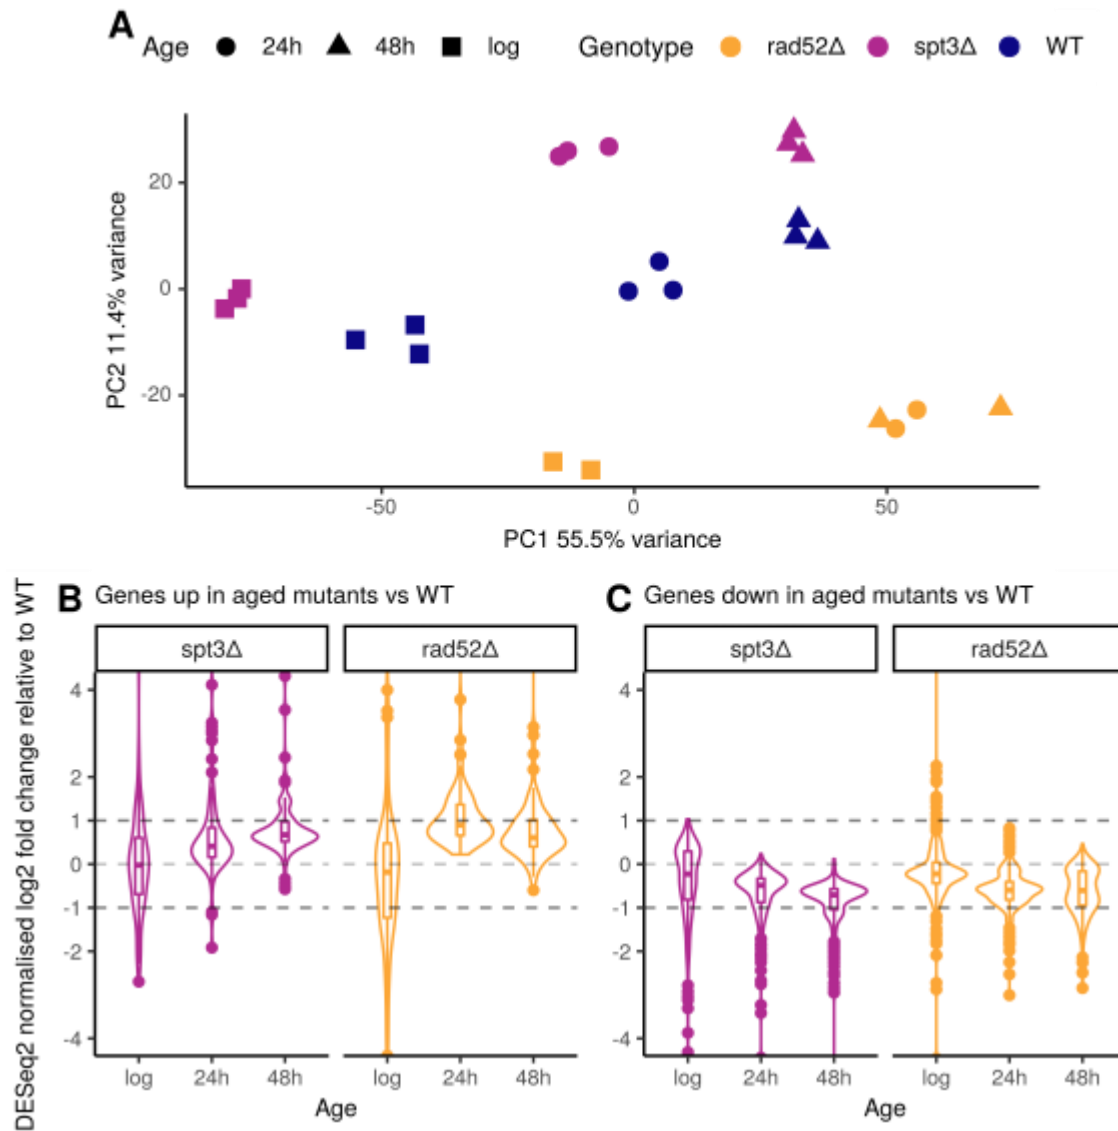 A Age 24h 48h log Genotype rad52Δ spt3Δ WT
PC2 11.4% variance
20
0
-20
-50 0 50
PC1 55.5% variance
DESeq2 normalised log2 fold change relative to WT
B Genes up in aged mutants vs WT
spt3Δ rad52Δ
4
2
1
0
-1
-2
-4
log 24h 48h log 24h 48h
Age
C Genes down in aged mutants vs WT
spt3Δ rad52Δ
4
2
1
0
-1
-2
-4
log 24h 48h log 24h 48h
Age